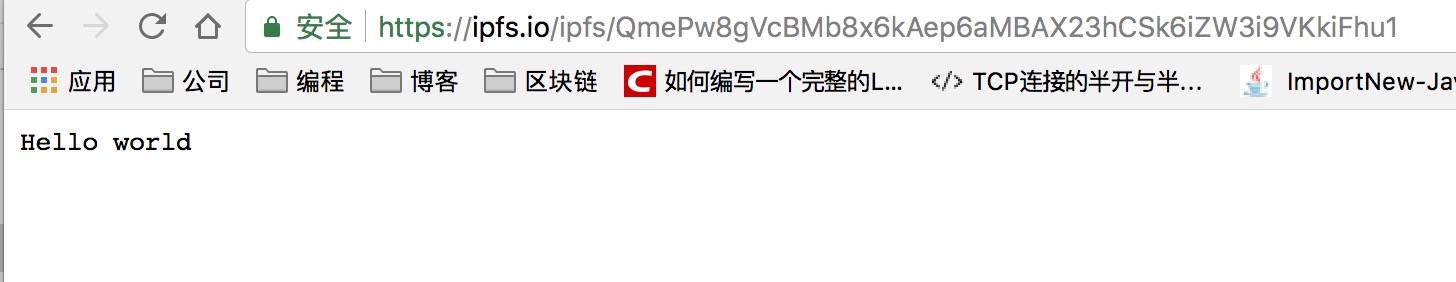 安全 https://ipfs.io/ipfs/QmePw8gVcBMb8x6kAep6aMBAX23hCSk6iZW3i9VKkiFhu1
应用 公司 编程 博客 区块链 如何编写一个完整的L... </> TCP连接的半开与半... ImportNew-Jav
Hello world